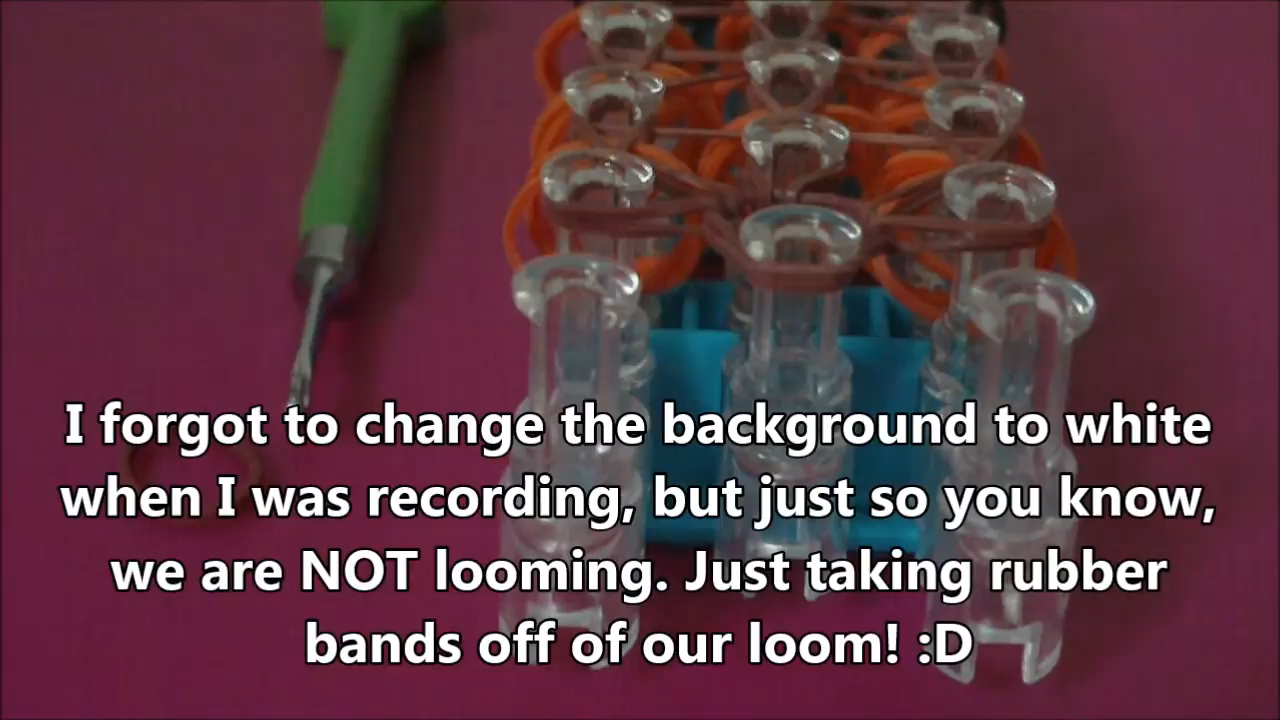 I forgot to change the background to white
when I was recording, but just so you know,
we are NOT looming. Just taking rubber
bands off of our loom! :D